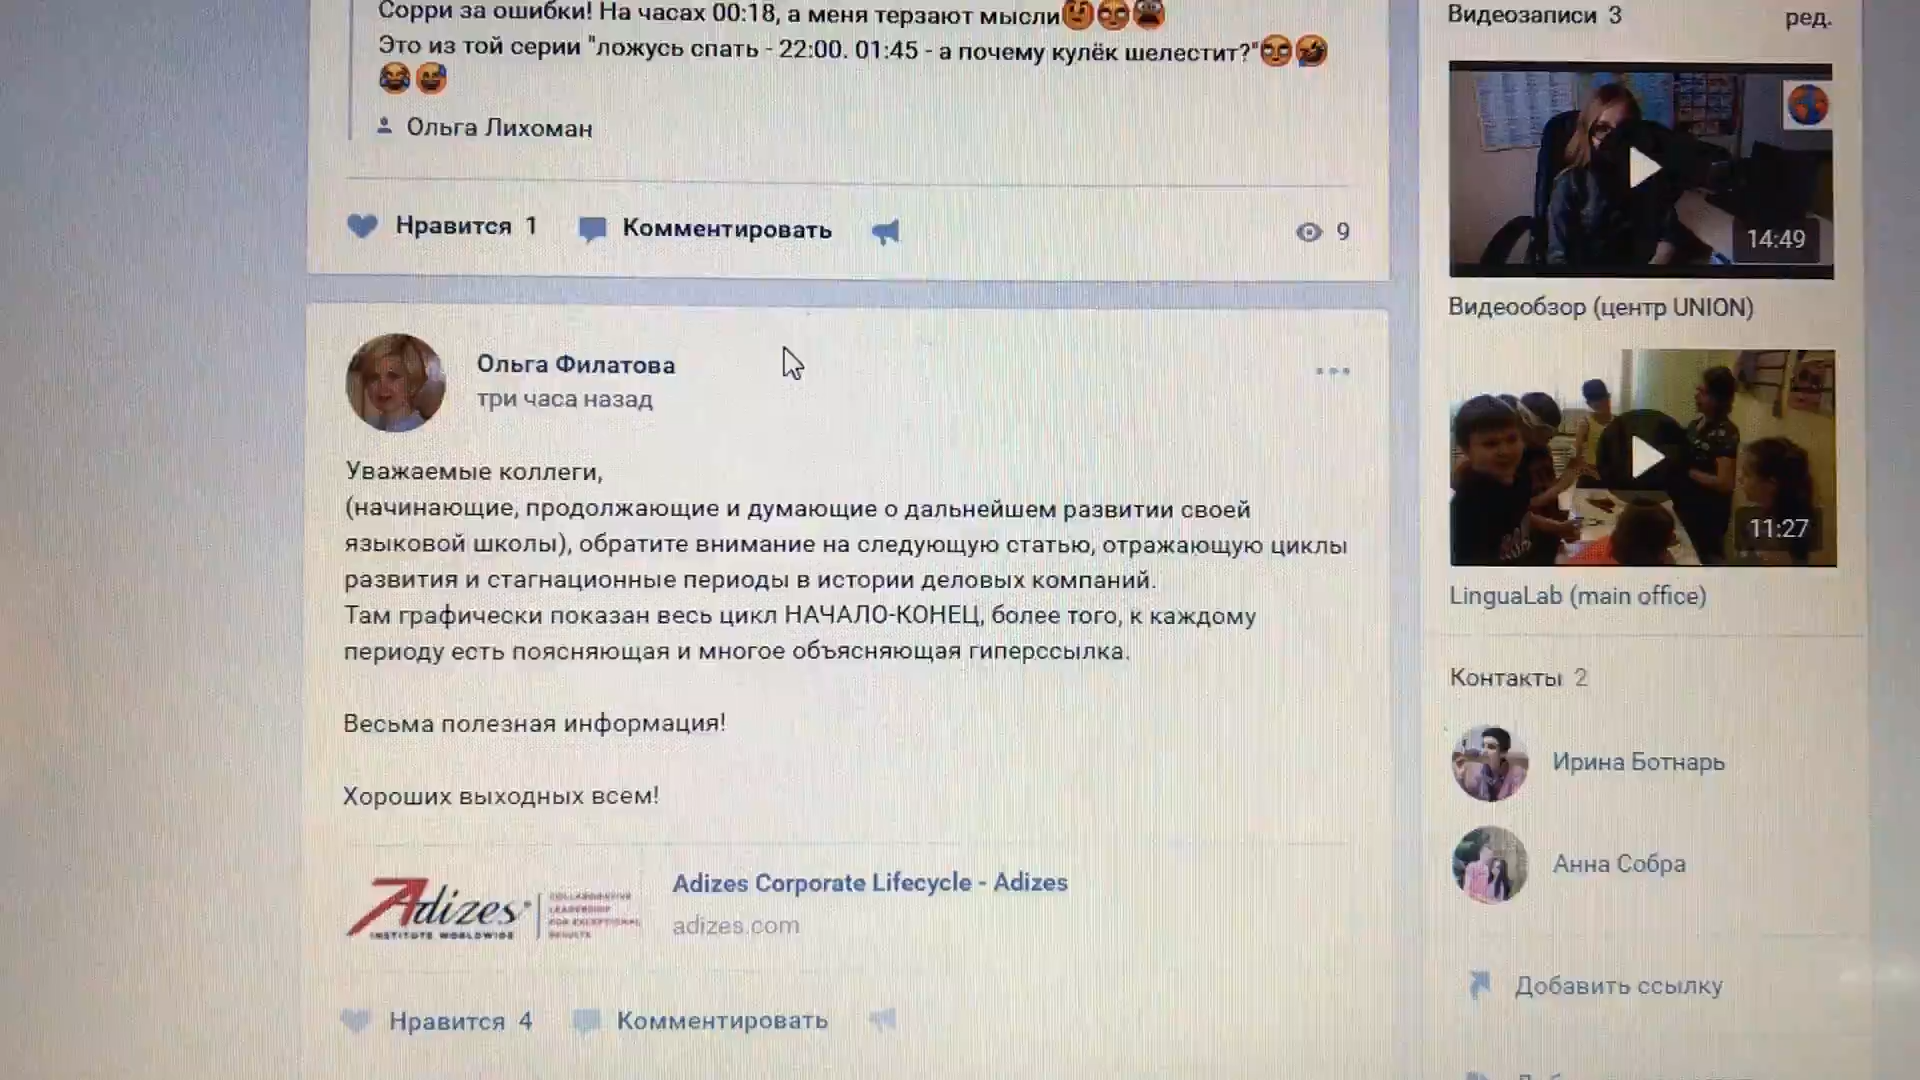 Сорри за ошибки! На часах 00:18, а меня терзают мысли
Это из той серии "ложусь спать - 22:00. 01:45 - а почему кулёк шелестит?"
Ольга Лихоман
Нравится 1 Комментировать 9
Ольга Филатова
три часа назад
Уважаемые коллеги,
(начинающие, продолжающие и думающие о дальнейшем развитии своей
языковой школы), обратите внимание на следующую статью, отражающую циклы
развития и стагнационные периоды в истории деловых компаний.
Там графически показан весь цикл НАЧАЛО-КОНЕЦ, более того, к каждому
периоду есть поясняющая и многое объясняющая гиперссылка.
Весьма полезная информация!
Хороших выходных всем!
Adizes
INSTITUTE WORLDWIDE
COLLABORATIVE
LEADERSHIP
FOR EXCEPTIONAL
RESULTS
Adizes Corporate Lifecycle - Adizes
adizes.com
Нравится 4 Комментировать
Видеозаписи 3 ред.
14:49
Видеообзор (центр UNION)
11:27
LinguaLab (main office)
Контакты 2
Ирина Ботнарь
Анна Собра
Добавить ссылку